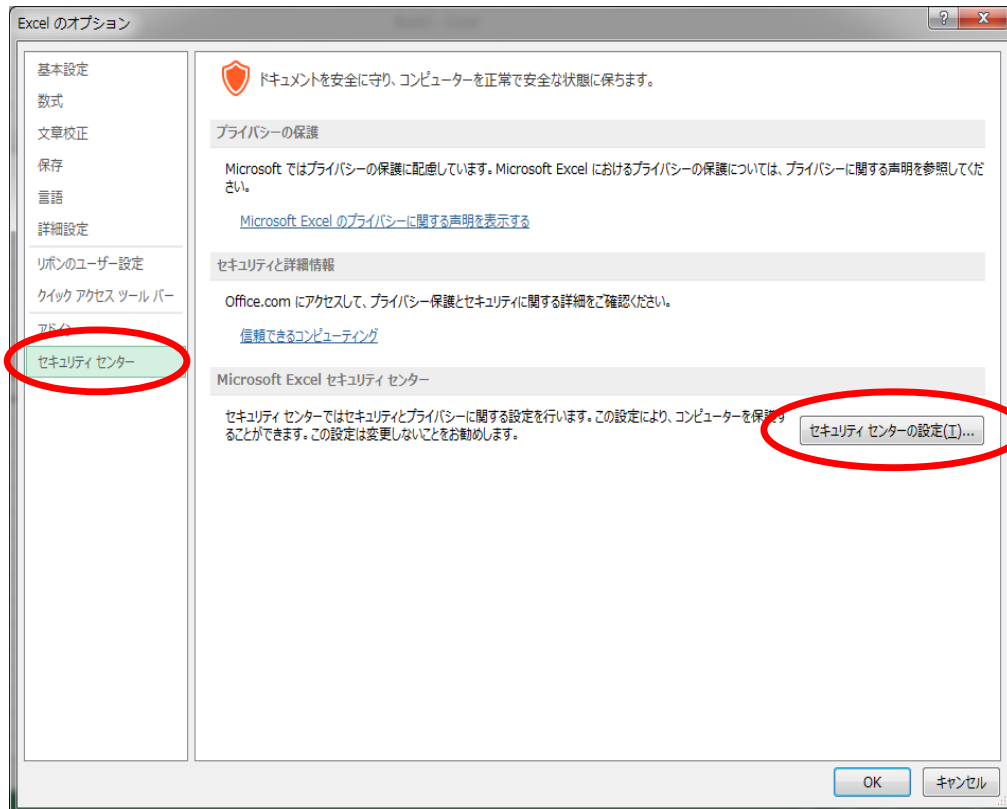 Excel のオプション
基本設定
数式
文章校正
保存
言語
詳細設定
リボンのユーザー設定
クイック アクセス ツール バー
アドイン
セキュリティ センター
ドキュメントを安全に守り、コンピューターを正常で安全な状態に保ちます。
プライバシーの保護
Microsoft ではプライバシーの保護に配慮しています。Microsoft Excel におけるプライバシーの保護については、プライバシーに関する声明を参照してくだ
さい。
Microsoft Excel のプライバシーに関する声明を表示する
セキュリティと詳細情報
Office.com にアクセスして、プライバシー保護とセキュリティに関する詳細をご確認ください。
信頼できるコンピューティング
Microsoft Excel セキュリティ センター
セキュリティ センターではセキュリティとプライバシーに関する設定を行います。この設定により、コンピューターを保護す
ることができます。この設定は変更しないことをお勧めします。
セキュリティ センターの設定(T)...
OK
キャンセル